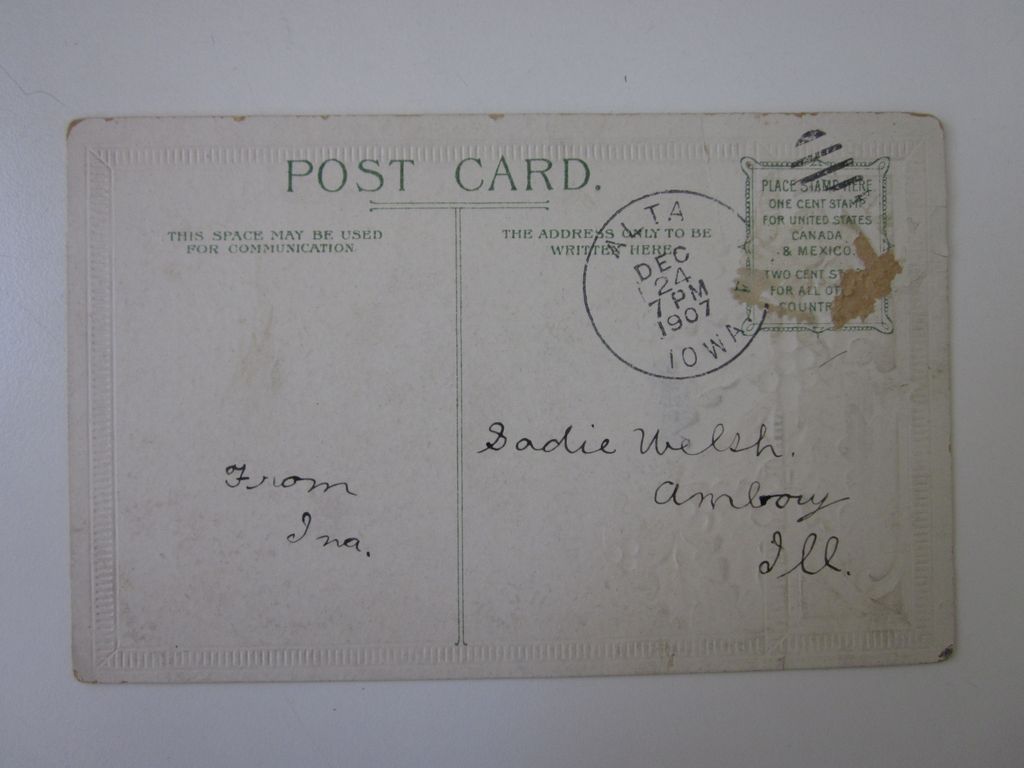 POST CARD.
THIS SPACE MAY BE USED
FOR COMMUNICATION.
THE ADDRESS ONLY TO BE
WRITTEN HERE
ALTA
DEC
24
7 PM
1907
IOWA.
PLACE STAMP HERE
ONE CENT STAMP
FOR UNITED STATES
CANADA
& MEXICO.
TWO CENT
FOR ALL
From
Ina.
Sadie Welsh.
Amboy
Ill.